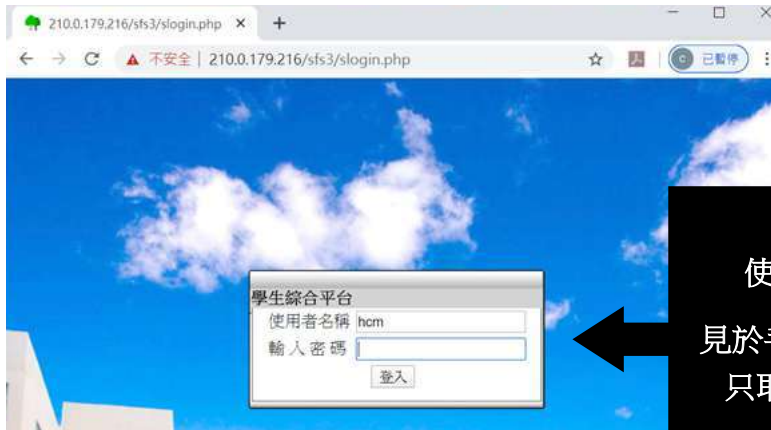 210.0.179.216/sfs3/slogin.php
不安全 | 210.0.179.216/sfs3/slogin.php
已暫停
學生綜合平台
使用者名稱 hcm
輸入密碼
登入
使
見於
只